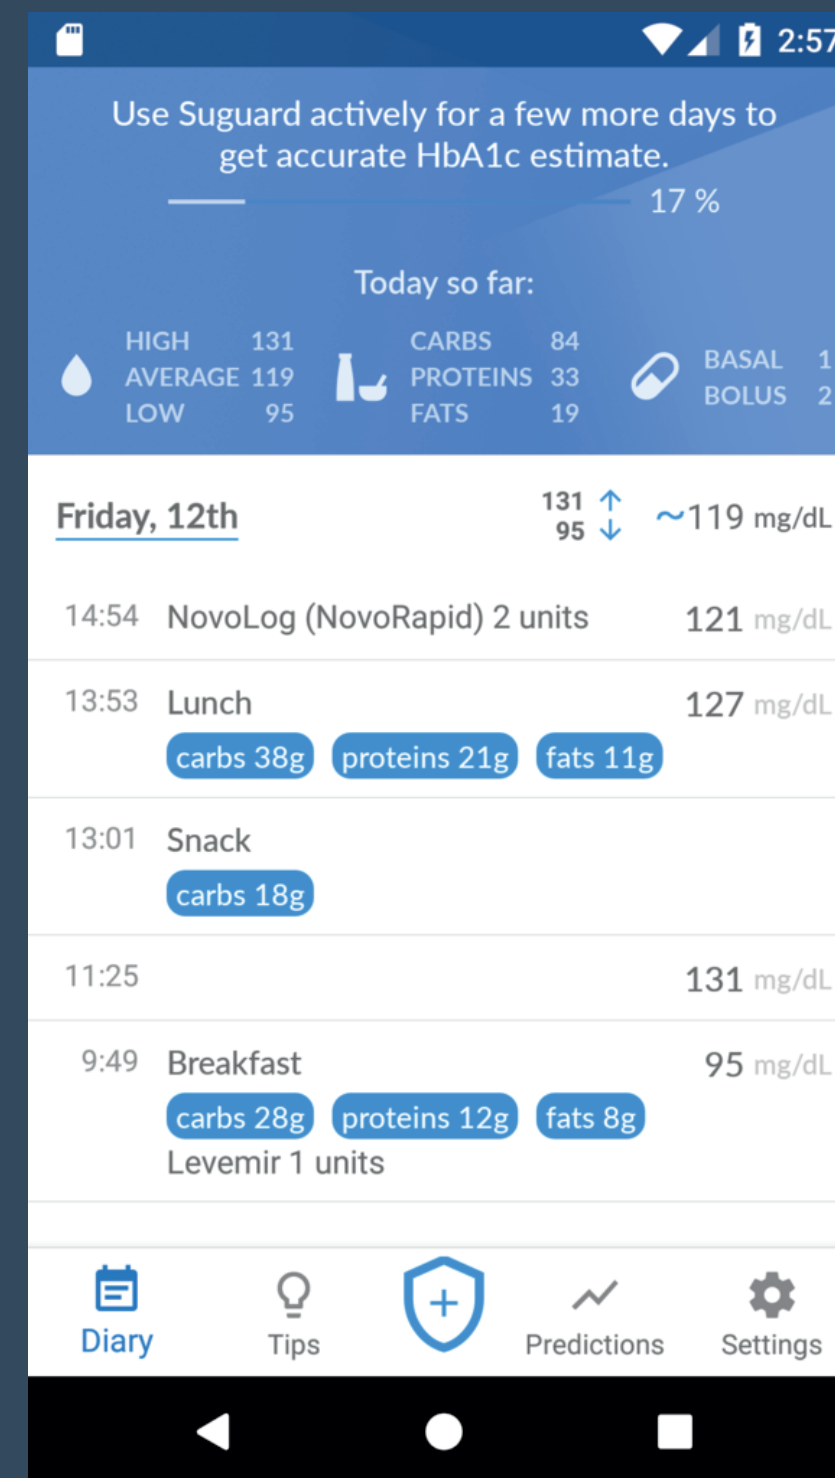 2:57
Use Suguard actively for a few more days to
get accurate HbA1c estimate.
17 %
Today so far:
HIGH 131
AVERAGE 119
LOW 95
CARBS 84
PROTEINS 33
FATS 19
BASAL 1
BOLUS 2
Friday, 12th
131
95
~119 mg/dL
14:54 NovoLog (NovoRapid) 2 units 121 mg/dL
13:53 Lunch 127 mg/dL
carbs 38g proteins 21g fats 11g
13:01 Snack
carbs 18g
11:25 131 mg/dL
9:49 Breakfast 95 mg/dL
carbs 28g proteins 12g fats 8g
Levemir 1 units
Diary Tips Predictions Settings